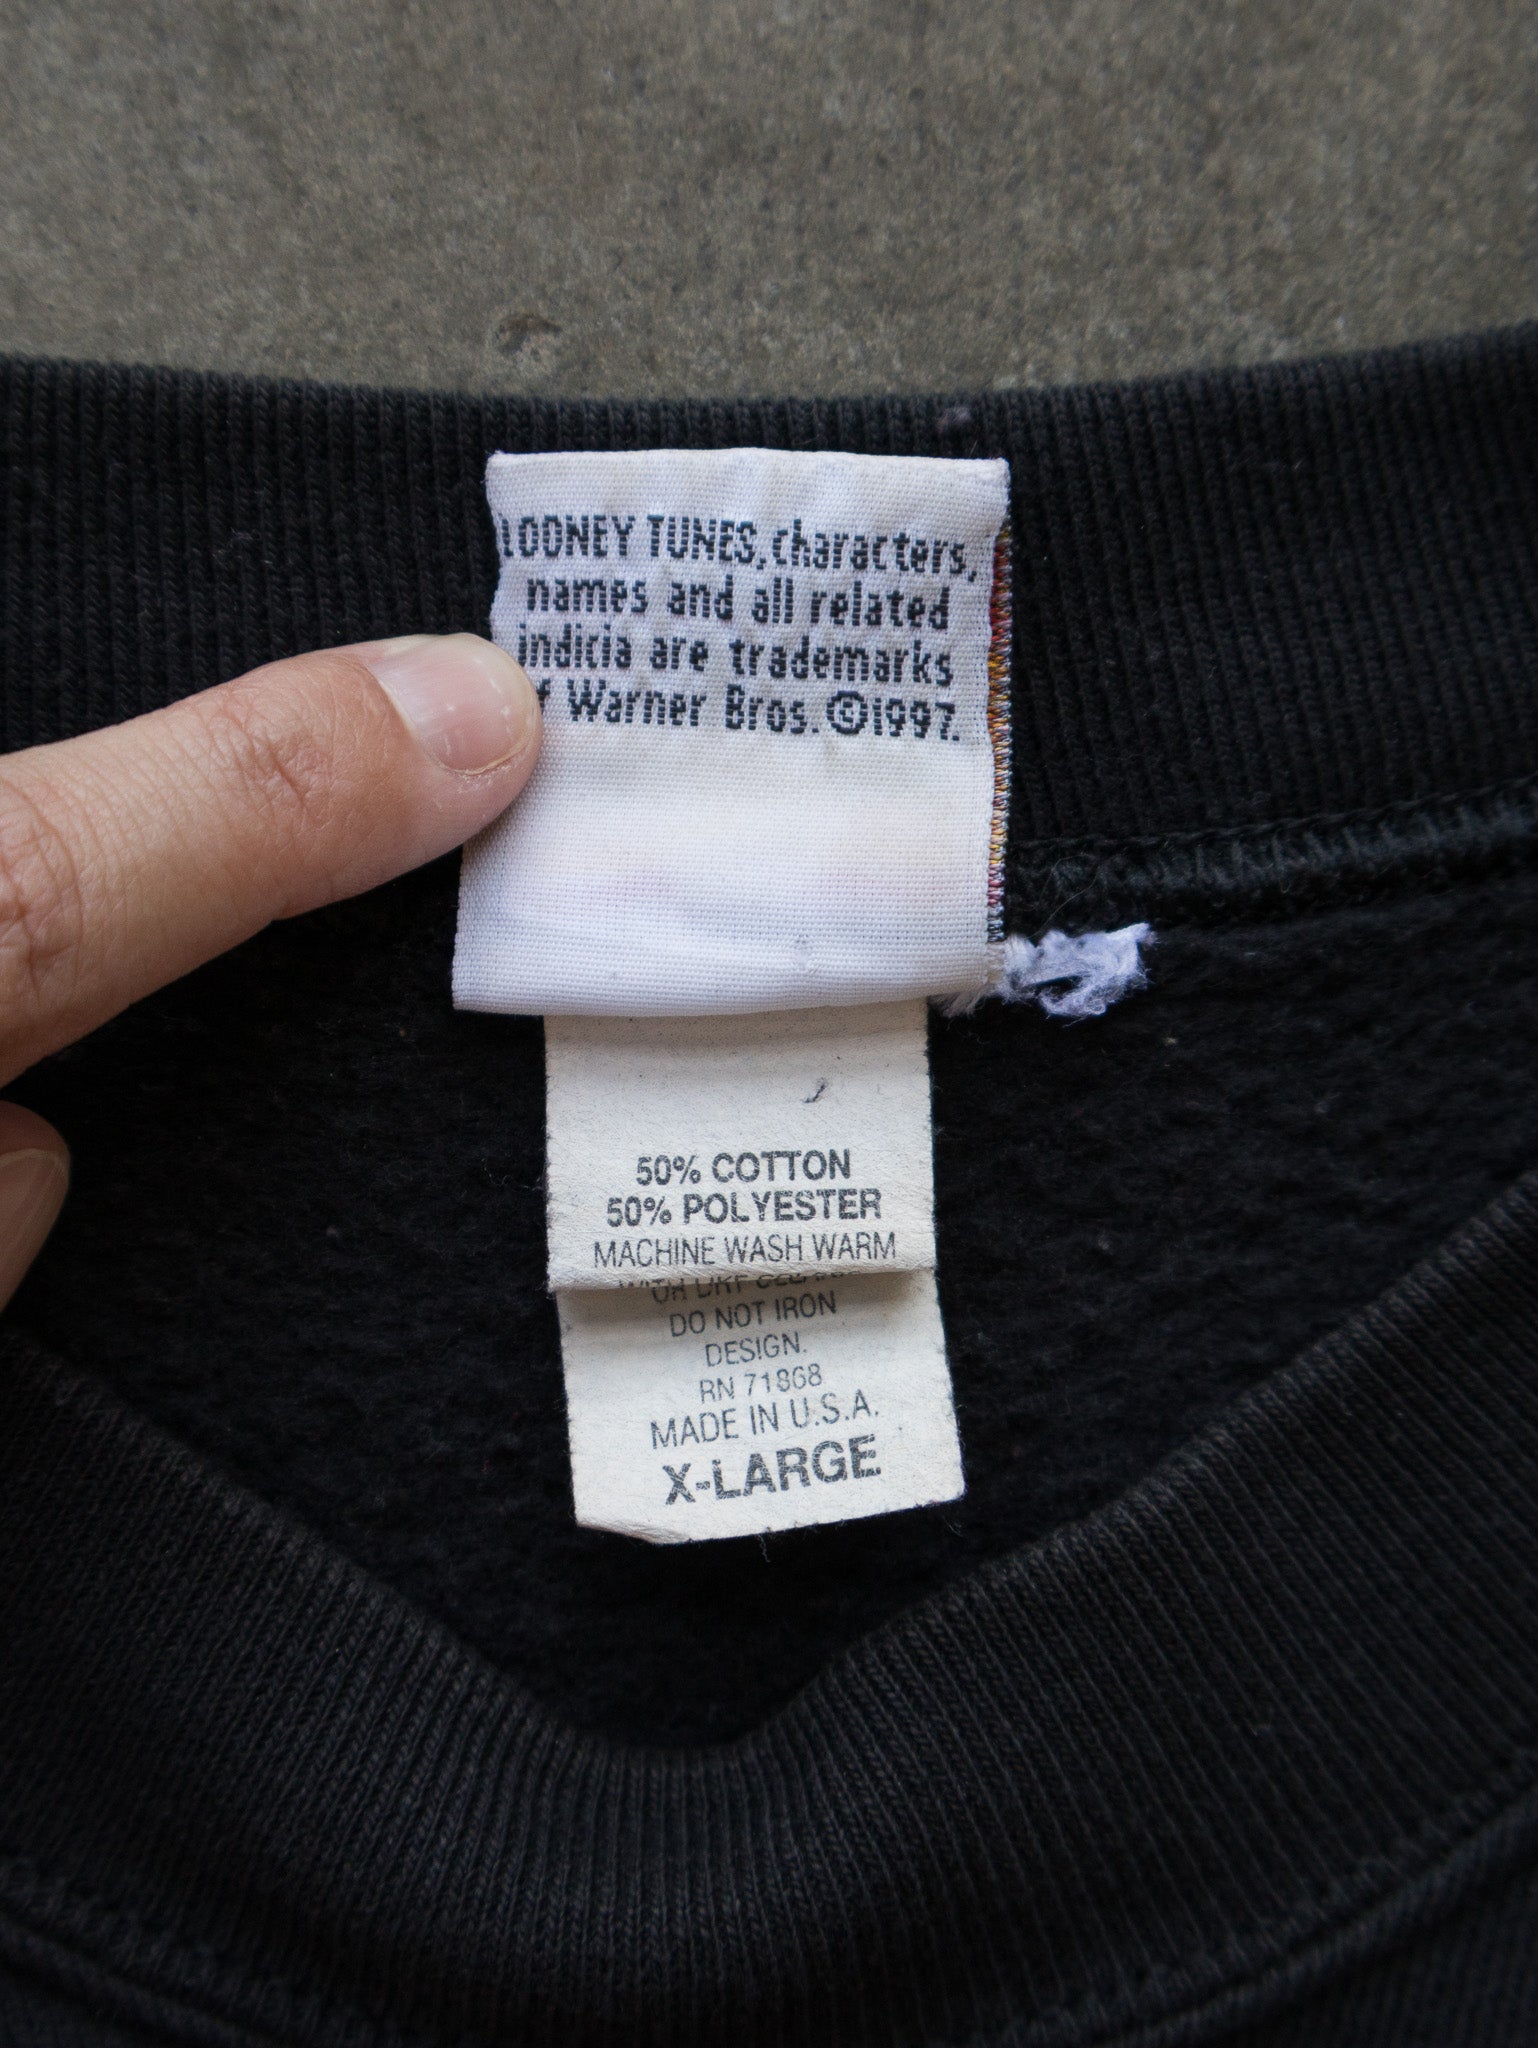 LOONEY TUNES, characters,
names and all related
indicia are trademarks
of Warner Bros. ©1997.
50% COTTON
50% POLYESTER
MACHINE WASH WARM
DO NOT IRON
DESIGN.
RN 71868
MADE IN U.S.A.
X-LARGE